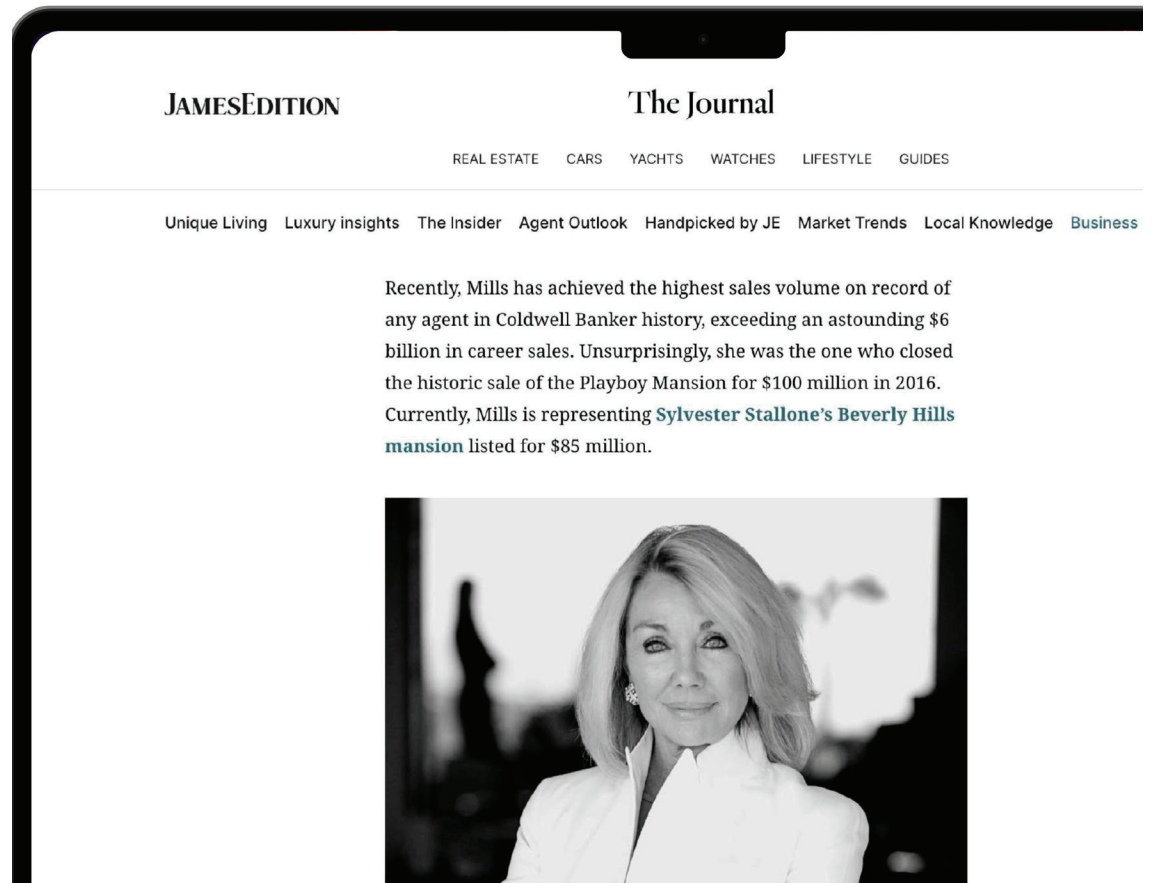 JAMESEDITION
The Journal
REAL ESTATE CARS YACHTS WATCHES LIFESTYLE GUIDES
Unique Living Luxury insights The Insider Agent Outlook Handpicked by JE Market Trends Local Knowledge Business
Recently, Mills has achieved the highest sales volume on record of
any agent in Coldwell Banker history, exceeding an astounding $6
billion in career sales. Unsurprisingly, she was the one who closed
the historic sale of the Playboy Mansion for $100 million in 2016.
Currently, Mills is representing Sylvester Stallone’s Beverly Hills
mansion listed for $85 million.